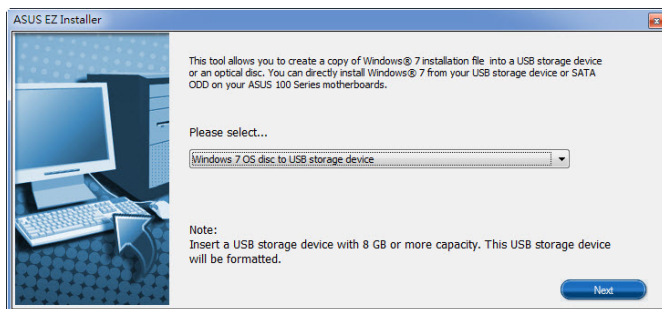 ASUS EZ Installer
This tool allows you to create a copy of Windows® 7 installation file into a USB storage device
or an optical disc. You can directly install Windows® 7 from your USB storage device or SATA
ODD on your ASUS 100 Series motherboards.
Please select...
Windows 7 OS disc to USB storage device
Note:
Insert a USB storage device with 8 GB or more capacity. This USB storage device
will be formatted.
Next